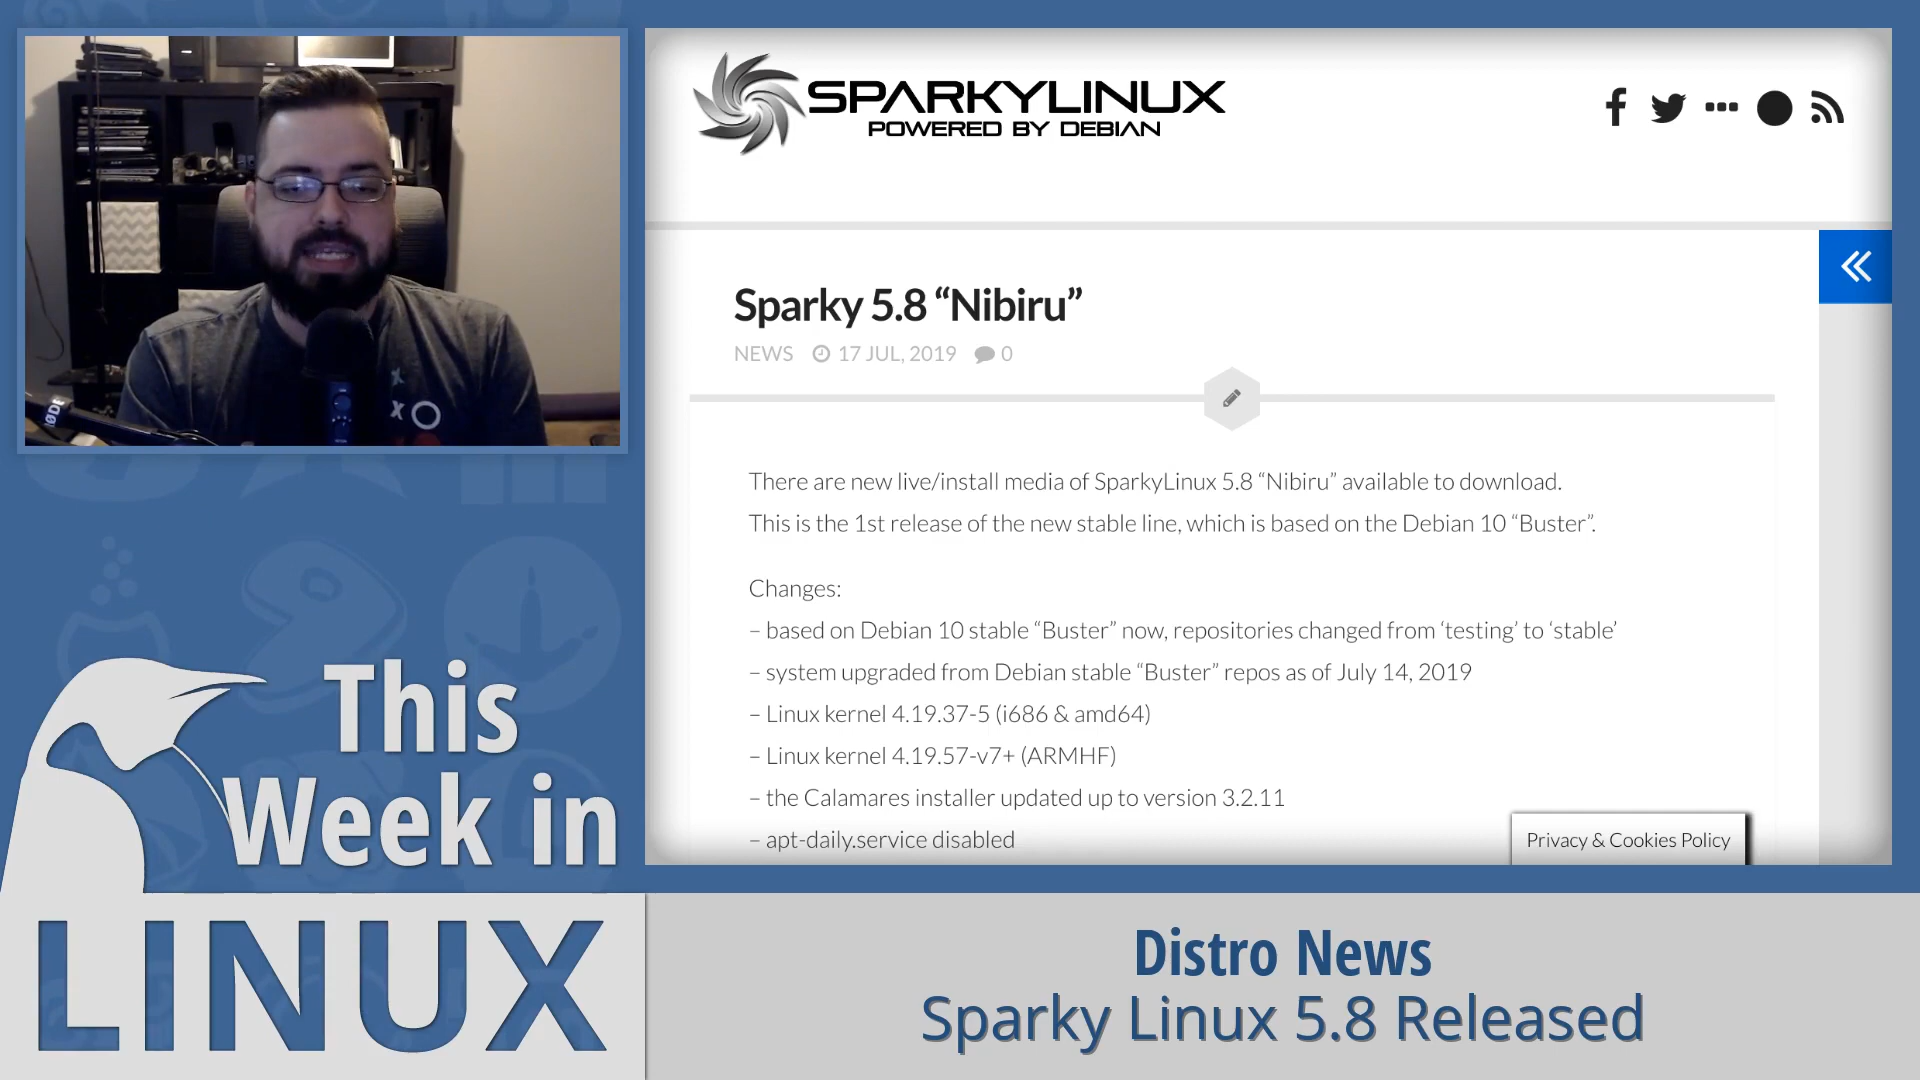 SPARKYLINUX
POWERED BY DEBIAN
Sparky 5.8 “Nibiru”
NEWS 17 JUL, 2019 0
There are new live/install media of SparkyLinux 5.8 “Nibiru” available to download.
This is the 1st release of the new stable line, which is based on the Debian 10 “Buster”.
Changes:
– based on Debian 10 stable “Buster” now, repositories changed from ‘testing’ to ‘stable’
– system upgraded from Debian stable “Buster” repos as of July 14, 2019
– Linux kernel 4.19.37-5 (i686 & amd64)
– Linux kernel 4.19.57-v7+ (ARMHF)
– the Calamares installer updated up to version 3.2.11
– apt-daily.service disabled
Privacy & Cookies Policy
RØDE
X
X O
This
Week in
LINUX
Distro News
Sparky Linux 5.8 Released